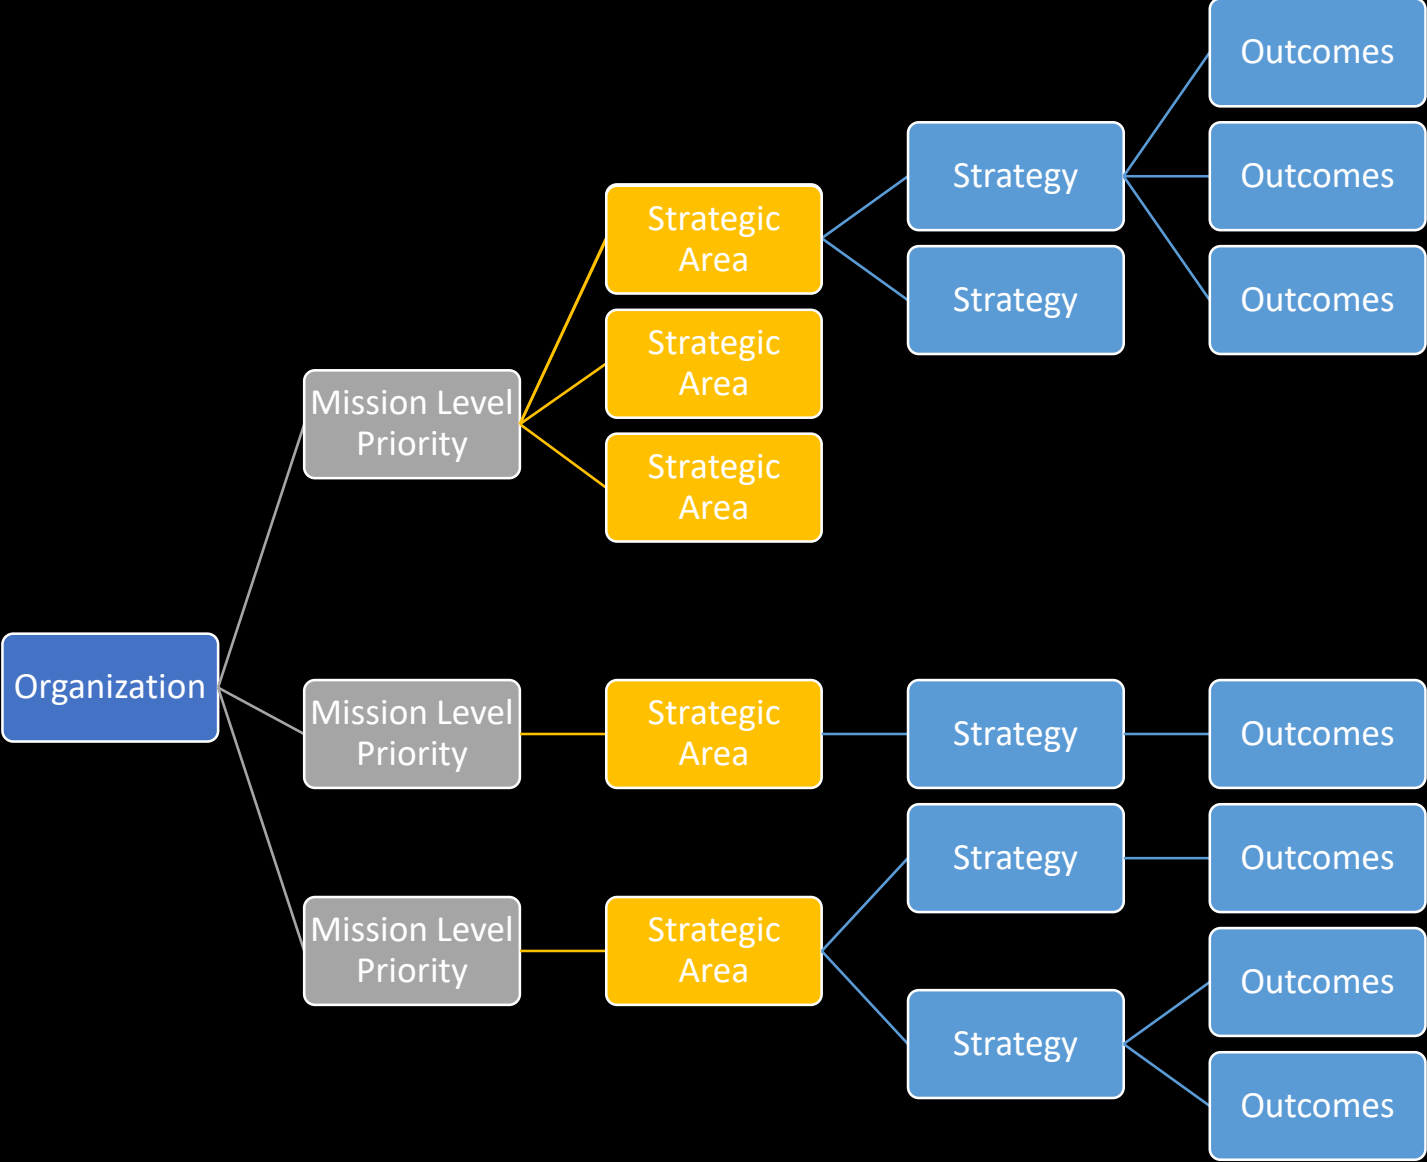 Outcomes
Strategy
Outcomes
Strategic
Area
Strategy
Outcomes
Strategic
Area
Mission Level
Priority
Strategic
Area
Organization
Mission Level
Priority
Strategic
Area
Strategy
Outcomes
Strategy
Outcomes
Mission Level
Priority
Strategic
Area
Outcomes
Strategy
Outcomes